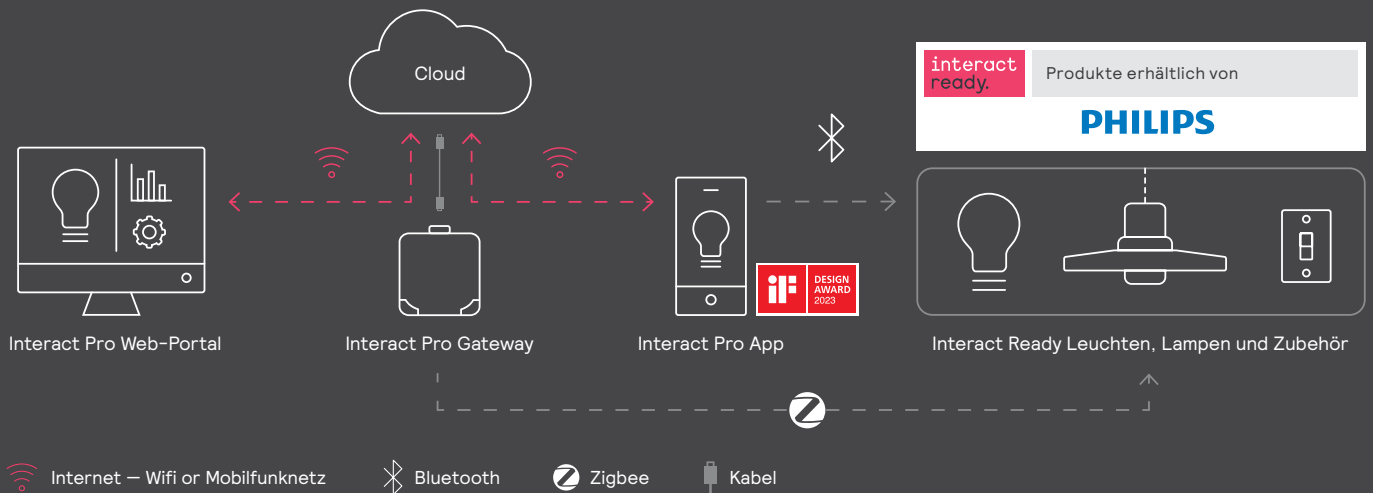 Cloud
interact
ready.
Produkte erhältlich von
PHILIPS
iF
DESIGN
AWARD
2023
Interact Pro Web-Portal
Interact Pro Gateway
Interact Pro App
Interact Ready Leuchten, Lampen und Zubehör
Internet — Wifi or Mobilfunknetz
Bluetooth
Zigbee
Kabel